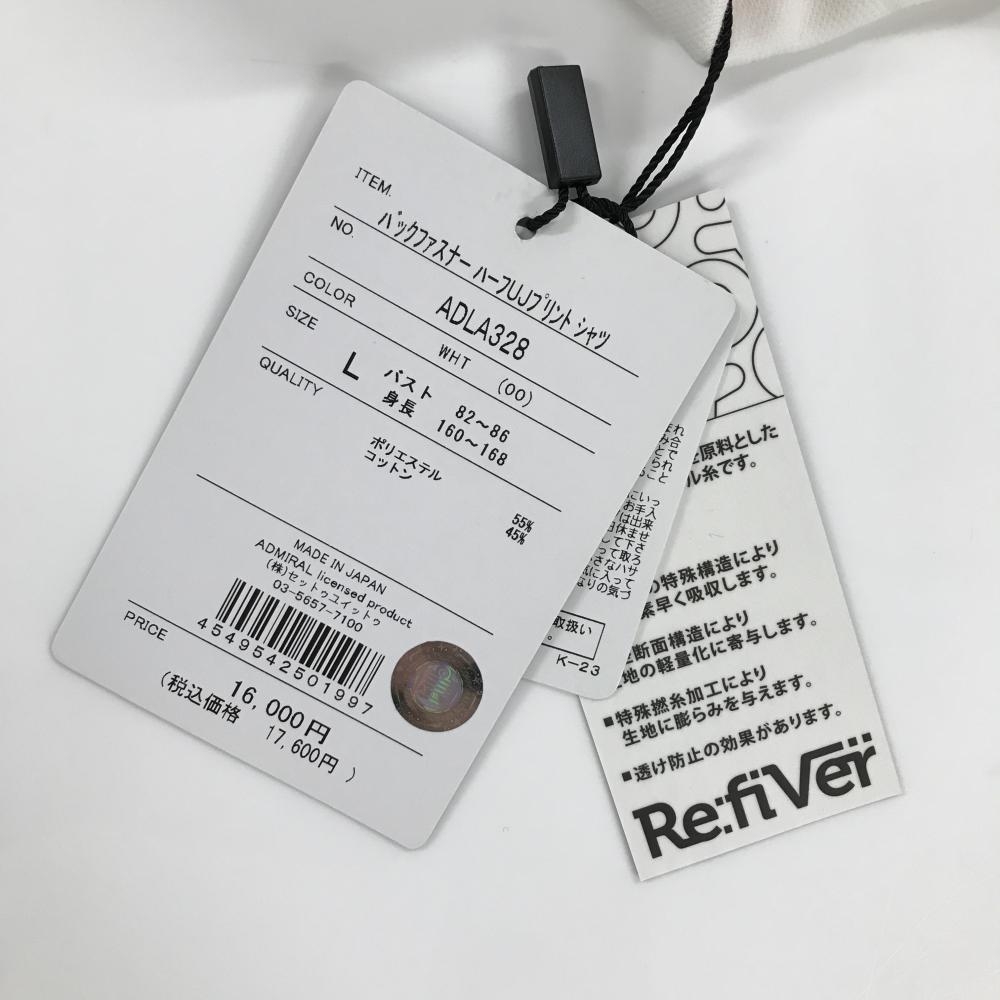 ITEM.
バックファスナー ハーフUJプリント シャツ
NO.
ADLA328
COLOR
WHT (00)
SIZE
L バスト 82～86
身長 160～168
QUALITY
ポリエステル 55%
コットン 45%
MADE IN JAPAN
ADMIRAL licensed product
(株)セットゥユイットゥ
03-5657-7100
4549542501997
PRICE
16,000円
(税込価格 17,600円 )
取扱い
K-23
原料とした
ル糸です。
の特殊構造により
素早く吸収します。
断面構造により
地の軽量化に寄与します。
■特殊撚糸加工により
生地に膨らみを与えます。
■透け防止の効果があります。
Re:fiVer